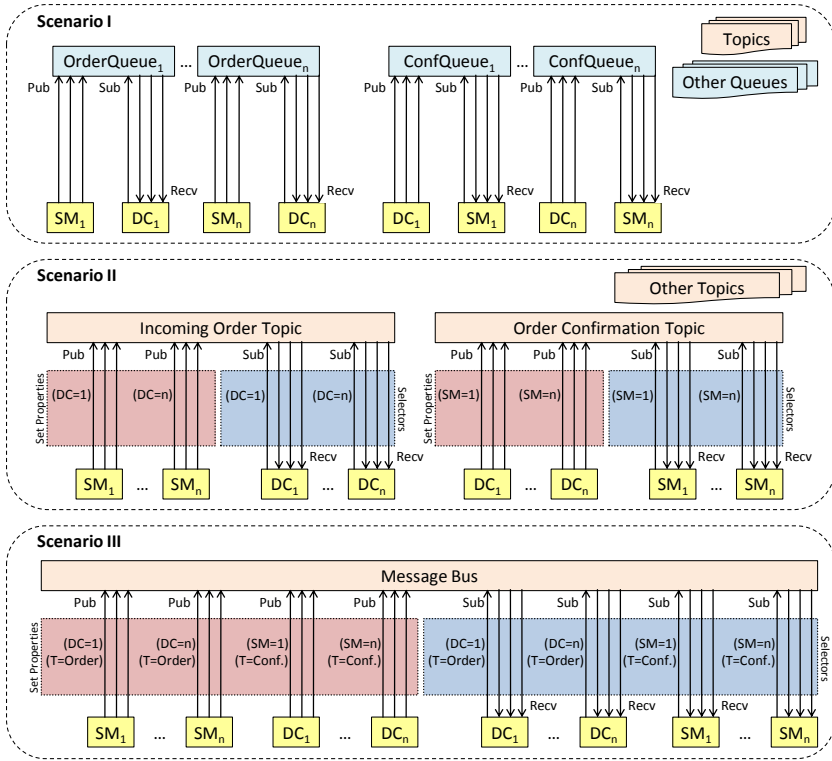 Scenario I
Topics
Other Queues
OrderQueue1 ... OrderQueuen ConfQueue1 ... ConfQueuen
Pub Sub Pub Sub Pub Sub Pub Sub
Recv Recv Recv Recv
SM1 DC1 SMn DCn DC1 SM1 DCn SMn
Scenario II
Other Topics
Incoming Order Topic Order Confirmation Topic
Pub Pub Sub Sub Pub Pub Sub Sub
Set Properties (DC=1) (DC=n) (DC=1) (DC=n) Selectors Set Properties (SM=1) (SM=n) (SM=1) (SM=n) Selectors
Recv Recv Recv Recv
SM1 ... SMn DC1 ... DCn DC1 ... DCn SM1 ... SMn
Scenario III
Message Bus
Pub Pub Pub Pub Sub Sub Sub Sub
Set Properties
(DC=1) (DC=n) (SM=1) (SM=n) (DC=1) (DC=n) (SM=1) (SM=n)
(T=Order) (T=Order) (T=Conf.) (T=Conf.) (T=Order) (T=Order) (T=Conf.) (T=Conf.)
Selectors
Recv Recv Recv Recv
SM1 ... SMn DC1 ... DCn DC1 ... DCn SM1 ... SMn